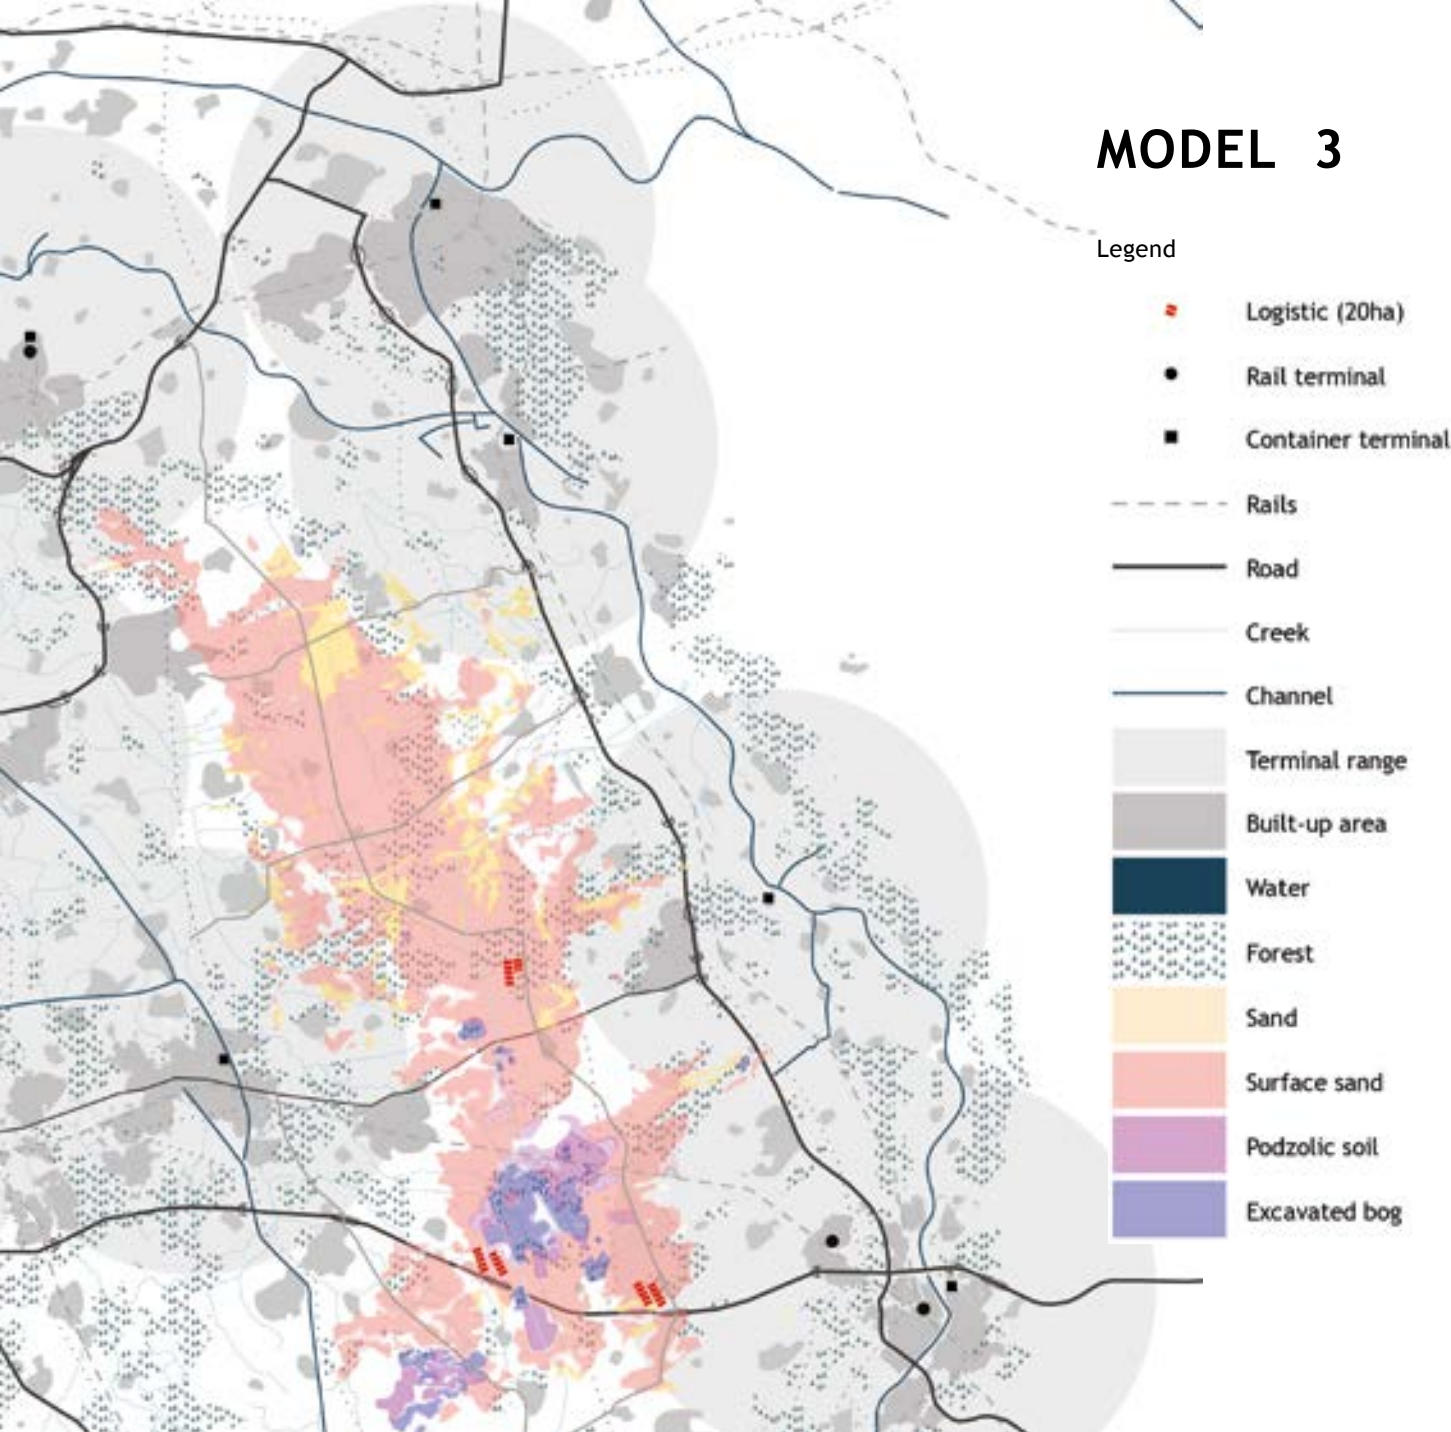 MODEL 3
Legend
Logistic (20ha)
Rail terminal
Container terminal
Rails
Road
Creek
Channel
Terminal range
Built-up area
Water
Forest
Sand
Surface sand
Podzolic soil
Excavated bog